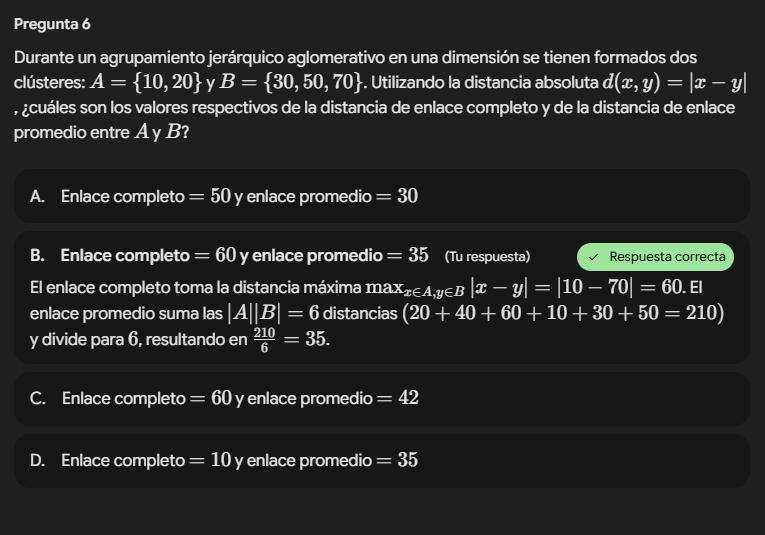 Pregunta 6
Durante un agrupamiento jerárquico aglomerativo en una dimensión se tienen formados dos
clústeres: A = {10, 20} y B = {30, 50, 70}. Utilizando la distancia absoluta d(x, y) = |x − y|
, ¿cuáles son los valores respectivos de la distancia de enlace completo y de la distancia de enlace
promedio entre A y B?
A. Enlace completo = 50 y enlace promedio = 30
B. Enlace completo = 60 y enlace promedio = 35 (Tu respuesta) ✓ Respuesta correcta
El enlace completo toma la distancia máxima max_{x∈A,y∈B} |x − y| = |10 − 70| = 60. El
enlace promedio suma las |A||B| = 6 distancias (20 + 40 + 60 + 10 + 30 + 50 = 210)
y divide para 6, resultando en 210/6 = 35.
C. Enlace completo = 60 y enlace promedio = 42
D. Enlace completo = 10 y enlace promedio = 35